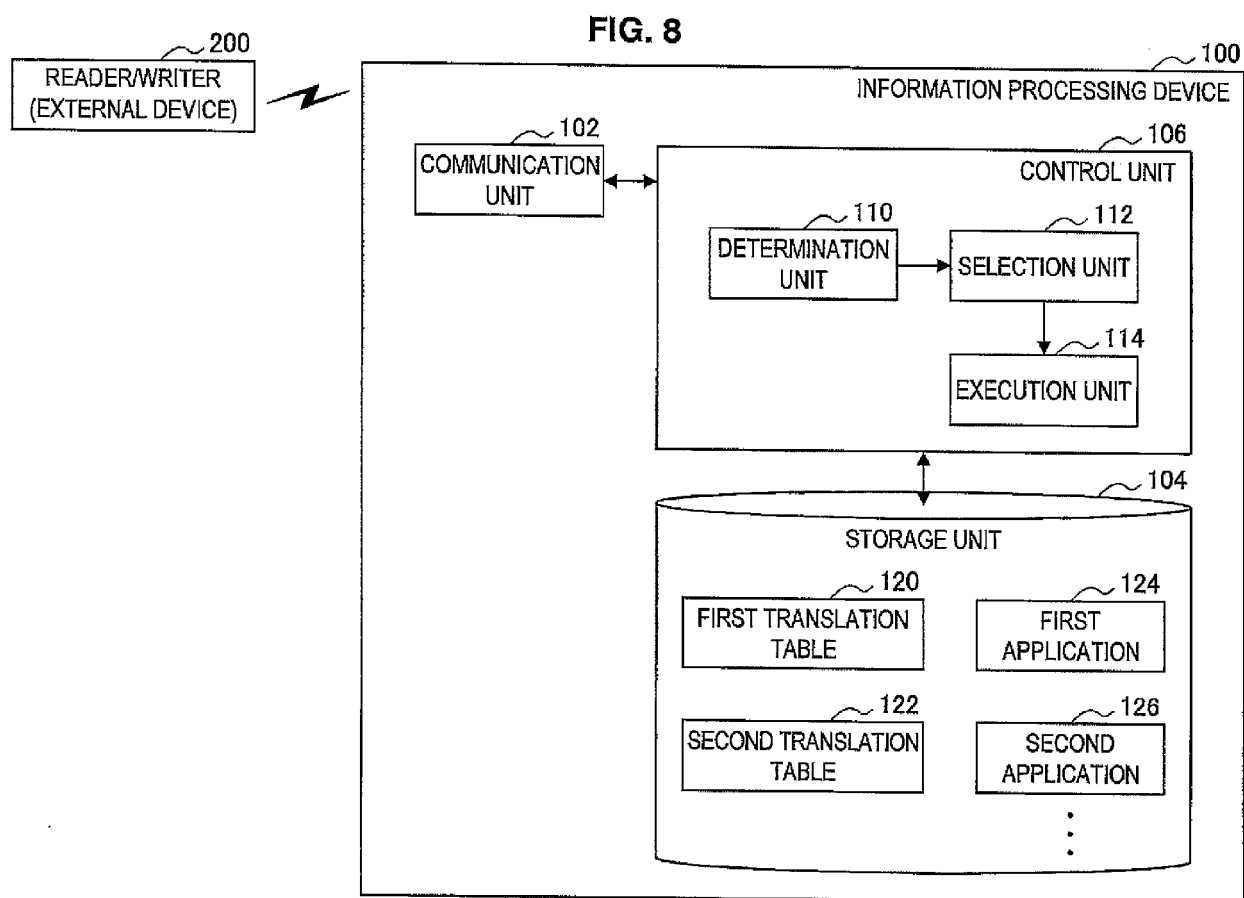 FIG. 8
200
READER/WRITER
(EXTERNAL DEVICE)
100
INFORMATION PROCESSING DEVICE
102
COMMUNICATION
UNIT
106
CONTROL UNIT
110
DETERMINATION
UNIT
112
SELECTION UNIT
114
EXECUTION UNIT
104
STORAGE UNIT
120
FIRST TRANSLATION
TABLE
124
FIRST
APPLICATION
122
SECOND TRANSLATION
TABLE
126
SECOND
APPLICATION